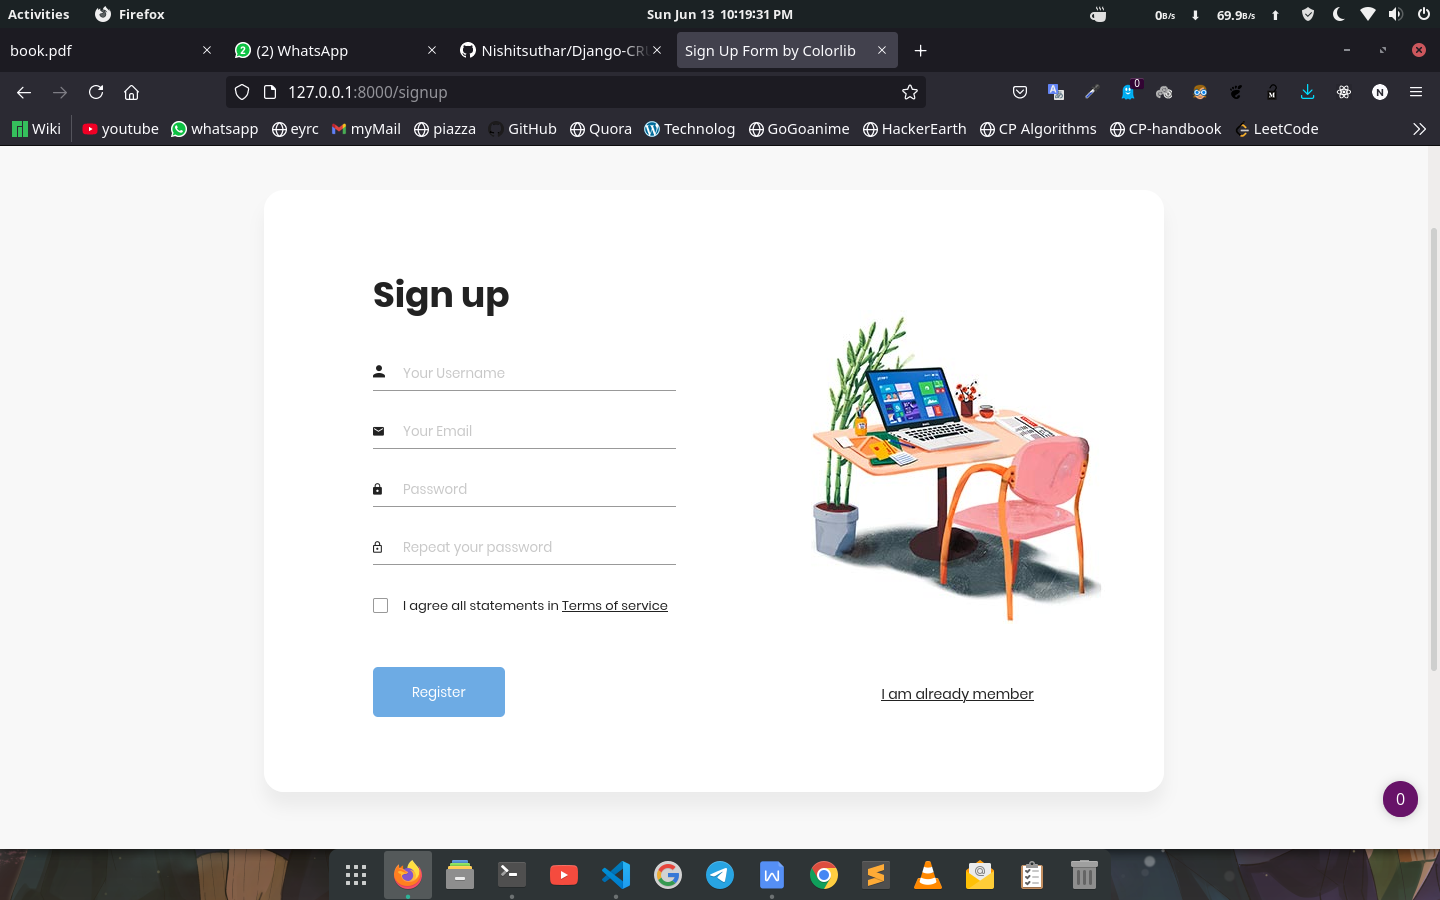 Activities Firefox Sun Jun 13 10:19:31 PM 0B/s 69.9B/s
book.pdf (2) WhatsApp Nishitsuthar/Django-CRU Sign Up Form by Colorlib
127.0.0.1:8000/signup 0
Wiki youtube whatsapp eyrc myMail piazza GitHub Quora Technolog GoGoanime HackerEarth CP Algorithms CP-handbook LeetCode
Sign up
Your Username
Your Email
Password
Repeat your password
I agree all statements in Terms of service
Register
I am already member
0